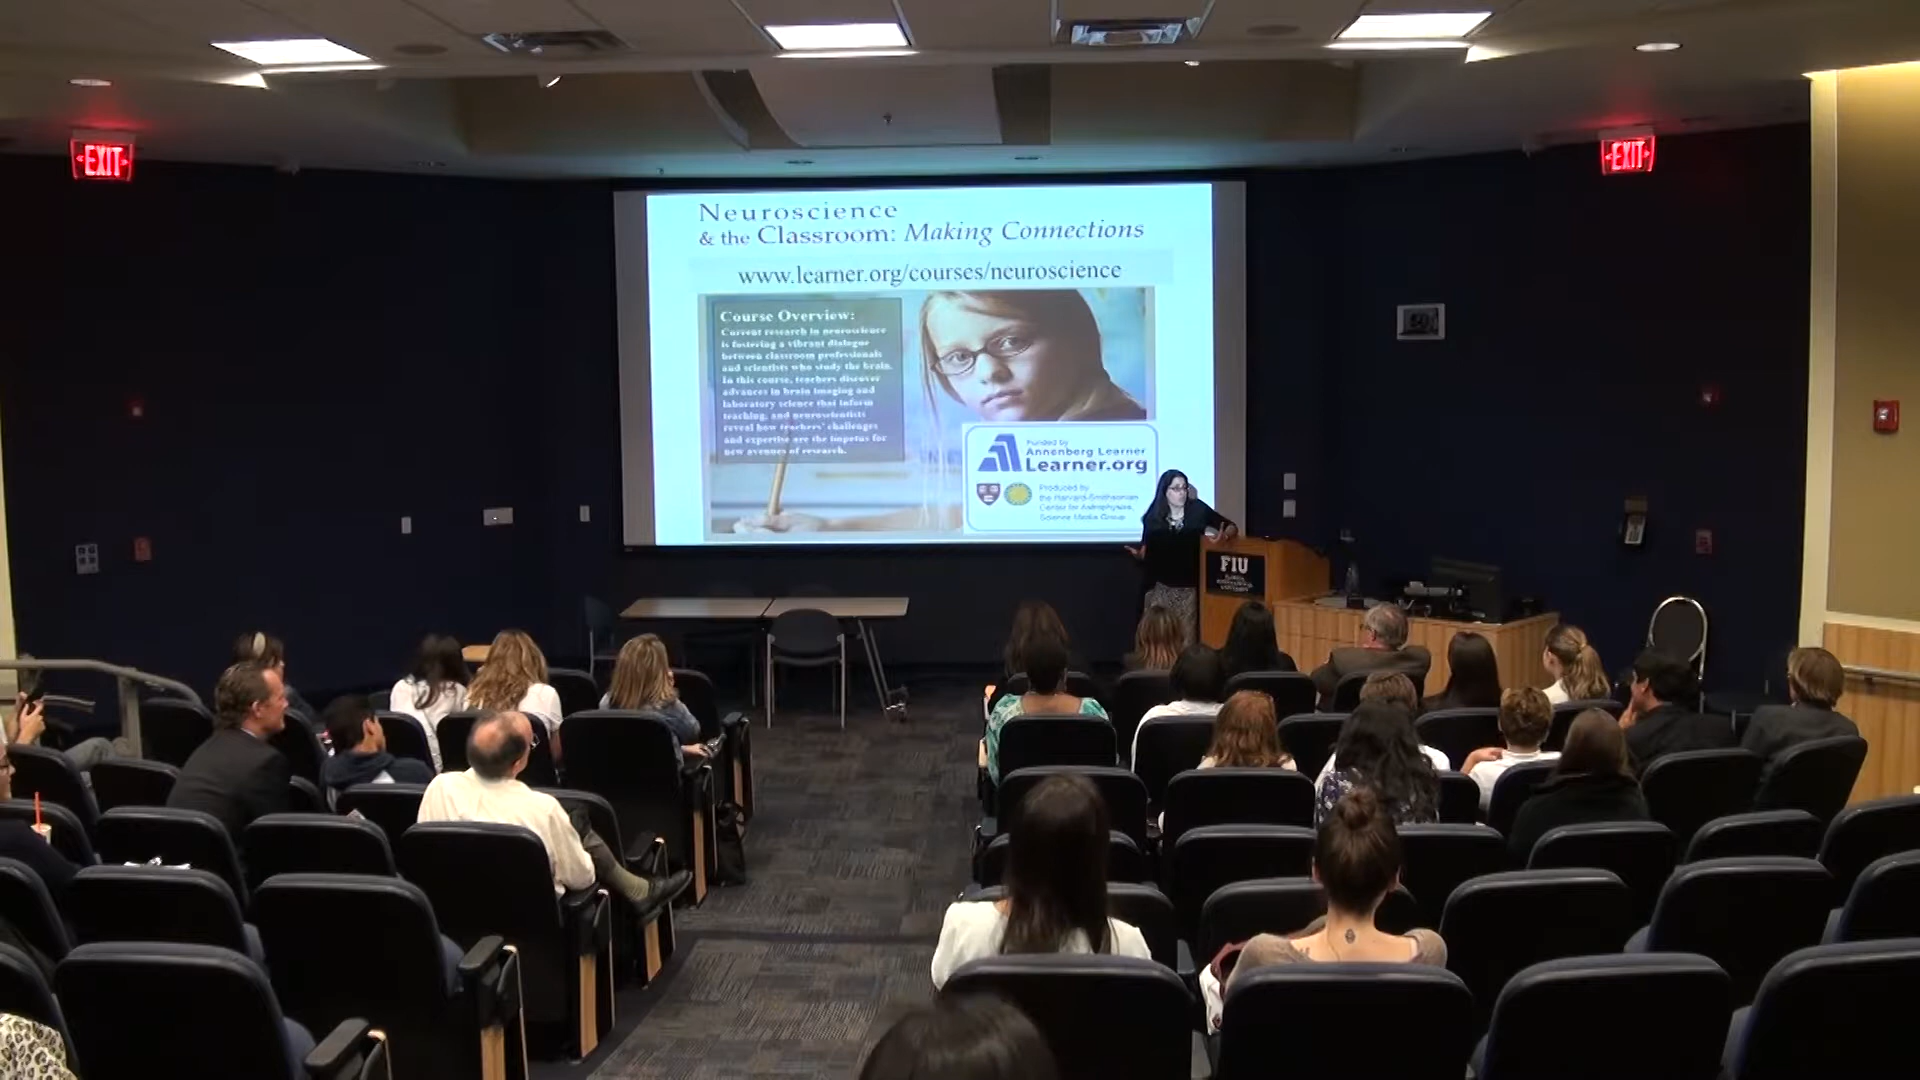 EXIT
EXIT
Neuroscience
& the Classroom: Making Connections
www.learner.org/courses/neuroscience
Course Overview:
Current research in neuroscience
is fostering a vibrant dialogue
between classroom professionals
and scientists who study the brain.
In this course, teachers discover
advances in brain imaging and
laboratory science that inform
teaching, and neuroscientists
reveal how teachers' challenges
and expertise are the impetus for
new avenues of research.
Funded by
Annenberg Learner
Learner.org
Produced by
the Harvard-Smithsonian
Center for Astrophysics,
Science Media Group
FIU
FLORIDA
INTERNATIONAL
UNIVERSITY